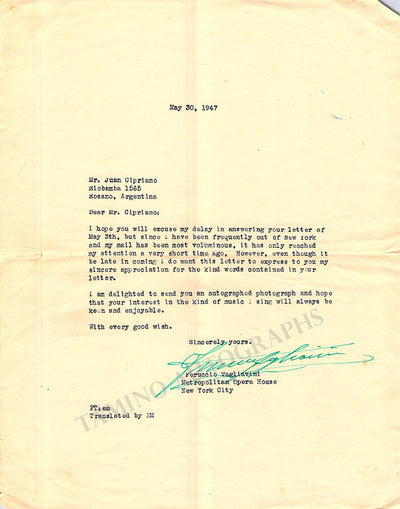 May 30, 1947
Mr. Juan Cipriano
Riobamba 1565
Rosario, Argentina
Dear Mr. Cipriano:
I hope you will excuse my delay in answering your letter of
May 3th, but since I have been frequently out of New York
and my mail has been most voluminous, it has only reached
my attention a very short time ago. However, even though it
be late in coming I do want this letter to express to you my
sincere appreciation for the kind words contained in your
letter.
I am delighted to send you an autographed photograph and hope
that your interest in the kind of music I sing will always be
keen and enjoyable.
With every good wish.
Sincerely yours,
Ferruccio Tagliavini
Metropolitan Opera House
New York City
FT:em
Translated by EM
TAMINO AUTOGRAPHS